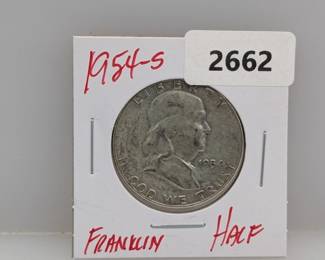 1954-S
2662
LIBERTY
1954
IN GOD WE TRUST
FRANKLIN HALF